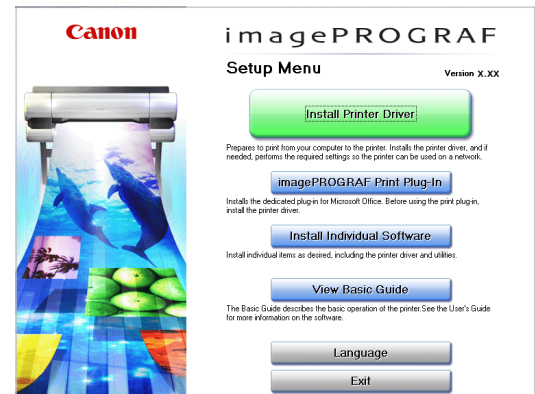 Canon
imagePROGRAF
Setup Menu
Version X.XX
Install Printer Driver
Prepares to print from your computer to the printer. Installs the printer driver, and if
needed, performs the required settings so the printer can be used on a network.
imagePROGRAF Print Plug-In
Installs the dedicated plug-in for Microsoft Office. Before using the print plug-in,
install the printer driver.
Install Individual Software
Install individual items as desired, including the printer driver and utilities.
View Basic Guide
The Basic Guide describes the basic operation of the printer.See the User's Guide
for more information on the software.
Language
Exit